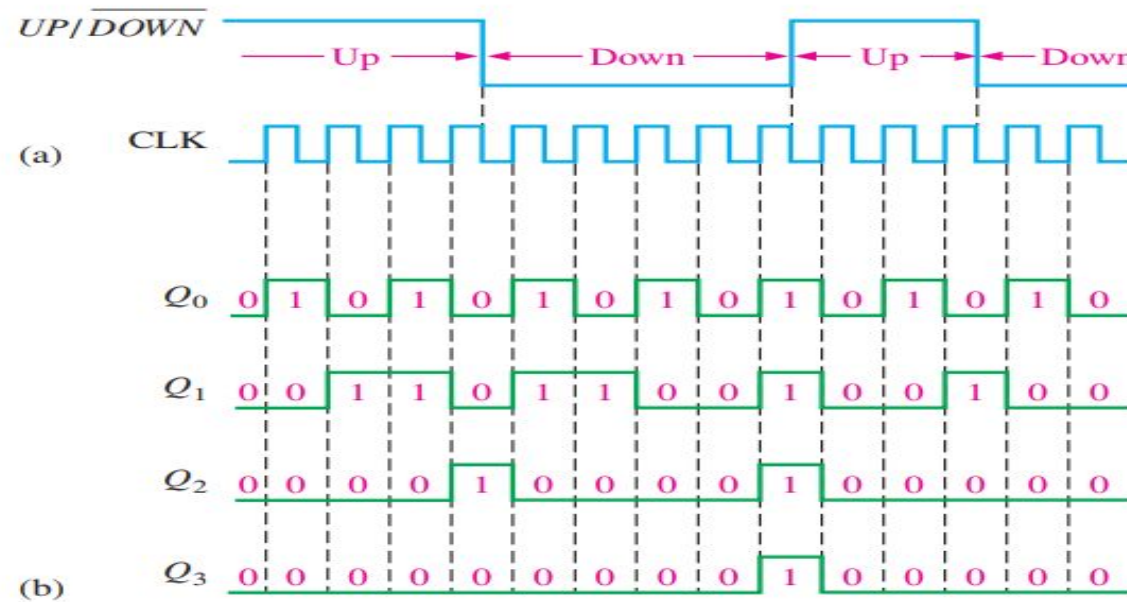 UP/DOWN
Up Down Up Down
CLK
(a)
Q0 0 1 0 1 0 1 0 1 0 1 0 1 0 1 0
Q1 0 0 1 1 0 1 1 0 0 1 0 0 1 0 0
Q2 0 0 0 0 1 0 0 0 0 1 0 0 0 0 0
Q3 0 0 0 0 0 0 0 0 0 1 0 0 0 0 0
(b)